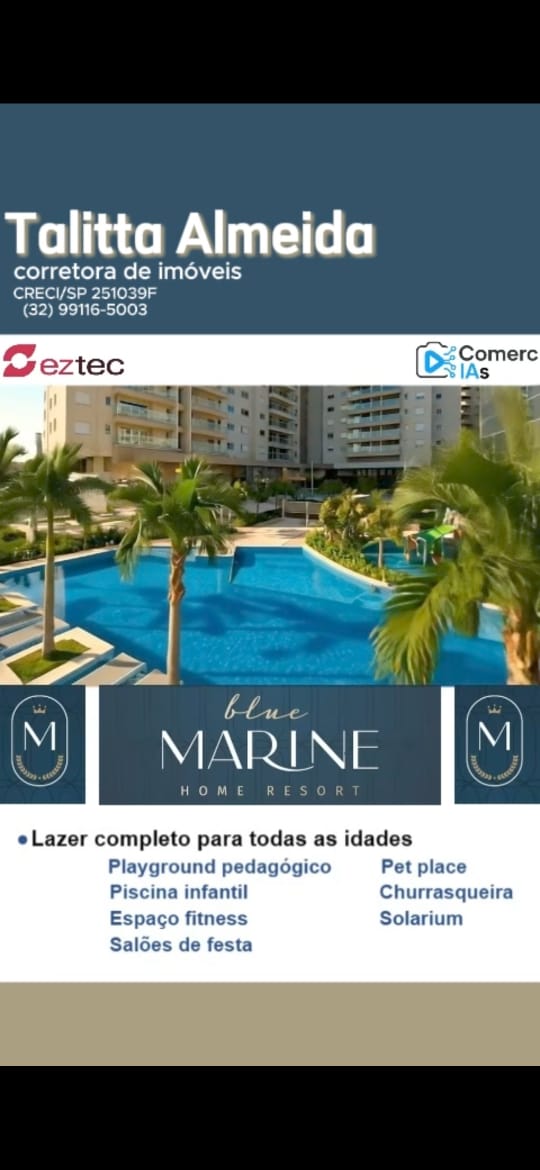 Talitta Almeida
corretora de imóveis
CRECI/SP 251039F
(32) 99116-5003
eztec
Comerc
IAs
M
blue
MARINE
HOME RESORT
M
•Lazer completo para todas as idades
Playground pedagógico Pet place
Piscina infantil Churrasqueira
Espaço fitness Solarium
Salões de festa